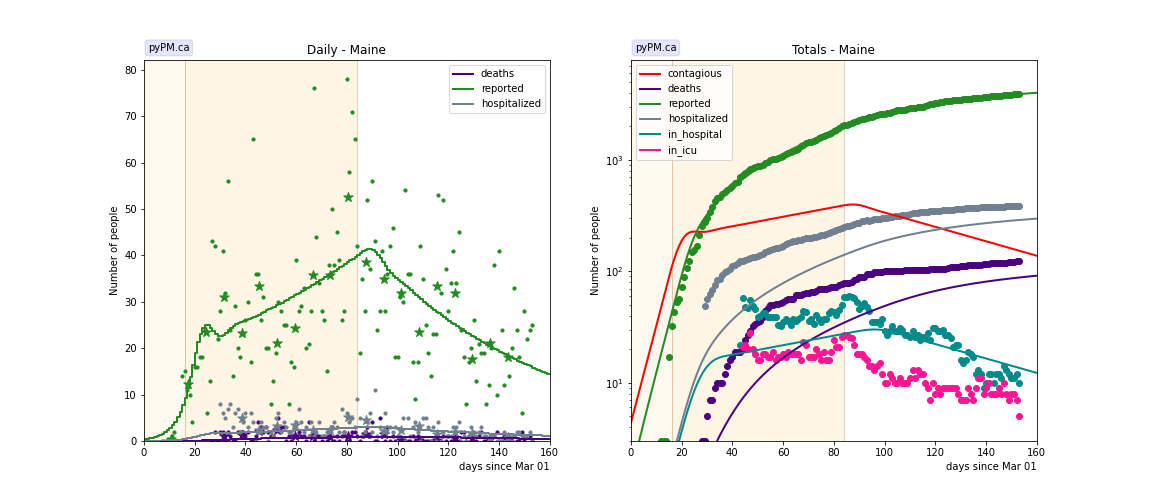 pyPM.ca
Daily - Maine
Number of people
80
70
60
50
40
30
20
10
0
0 20 40 60 80 100 120 140 160
days since Mar 01
deaths
reported
hospitalized
pyPM.ca
Totals - Maine
Number of people
10³
10²
10¹
0 20 40 60 80 100 120 140 160
days since Mar 01
contagious
deaths
reported
hospitalized
in_hospital
in_icu